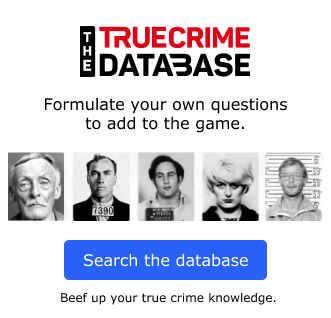 THE
TRUECRIME
DATABASE
Formulate your own questions
to add to the game.
7390
Search the database
Beef up your true crime knowledge.